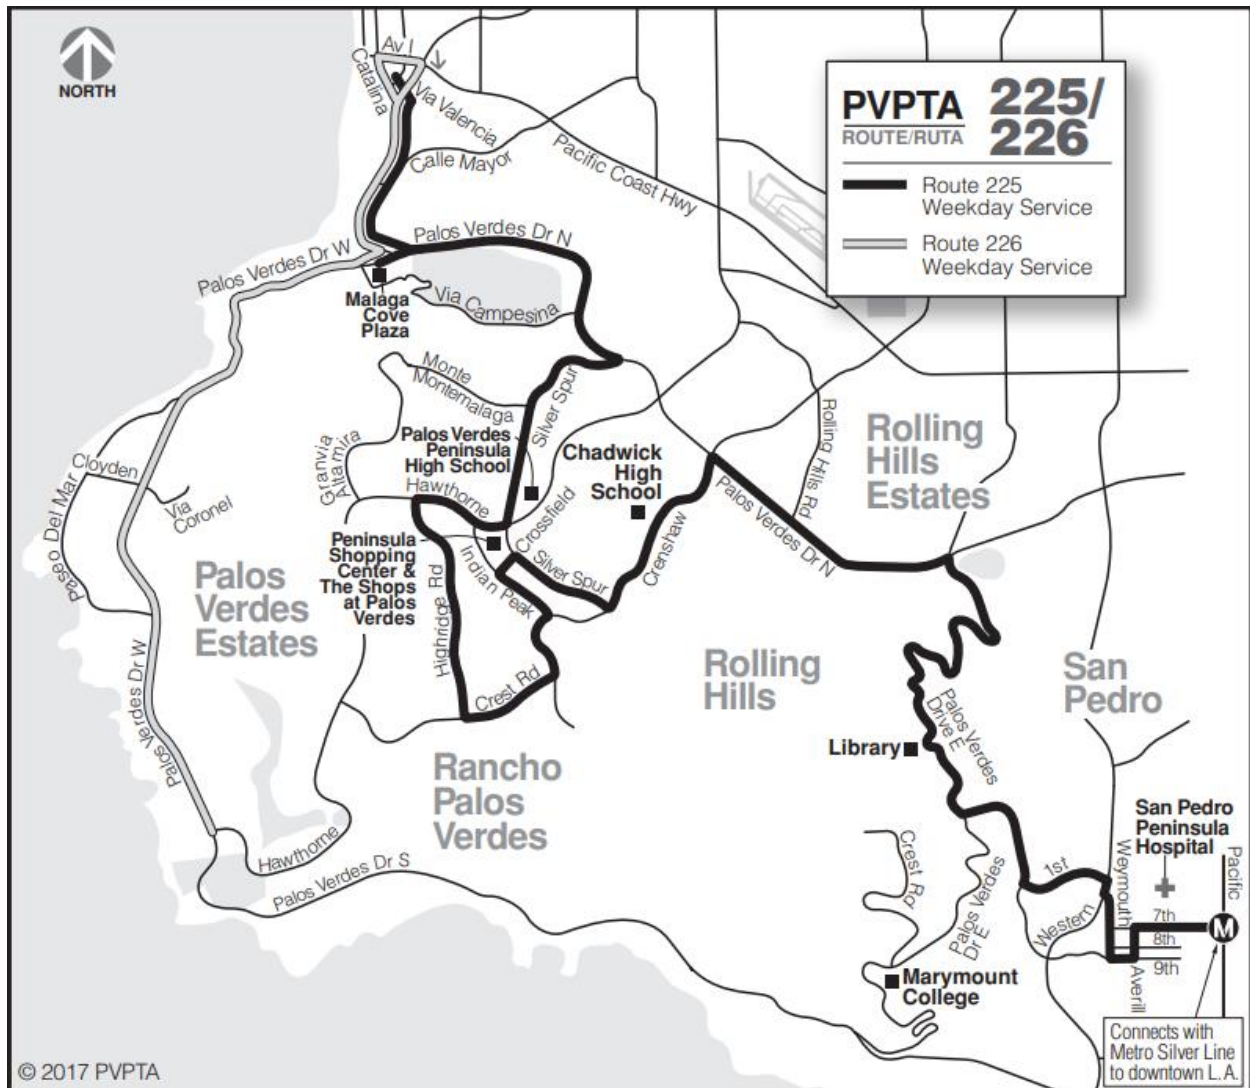 NORTH
Av I
Catalina
Via Valencia
Calle Mayor
Pacific Coast Hwy
PVPTA
ROUTE/RUTA
225/
226
Route 225
Weekday Service
Route 226
Weekday Service
Palos Verdes Dr W
Palos Verdes Dr N
Malaga
Cove
Plaza
Via Campesina
Monte
Montemalaga
Silver Spur
Granvia
Altamira
Palos Verdes
Peninsula
High School
Chadwick
High
School
Rolling Hills Rd
Rolling
Hills
Estates
Cloyden
Via
Coronel
Paseo Del Mar
Hawthorne
Crossfield
Peninsula
Shopping
Center &
The Shops
at Palos
Verdes
Indian Peak
Silver Spur
Crenshaw
Palos Verdes Dr N
Palos
Verdes
Estates
Highridge Rd
Crest Rd
Rolling
Hills
San
Pedro
Palos Verdes Dr W
Palos Verdes
Drive E
Library
Rancho
Palos
Verdes
Hawthorne
Palos Verdes Dr S
Crest Rd
Palos Verdes
Dr E
1st
Western
Weymouth
San Pedro
Peninsula
Hospital
Pacific
7th
8th
9th
M
Averill
Marymount
College
Connects with
Metro Silver Line
to downtown L.A.
© 2017 PVPTA